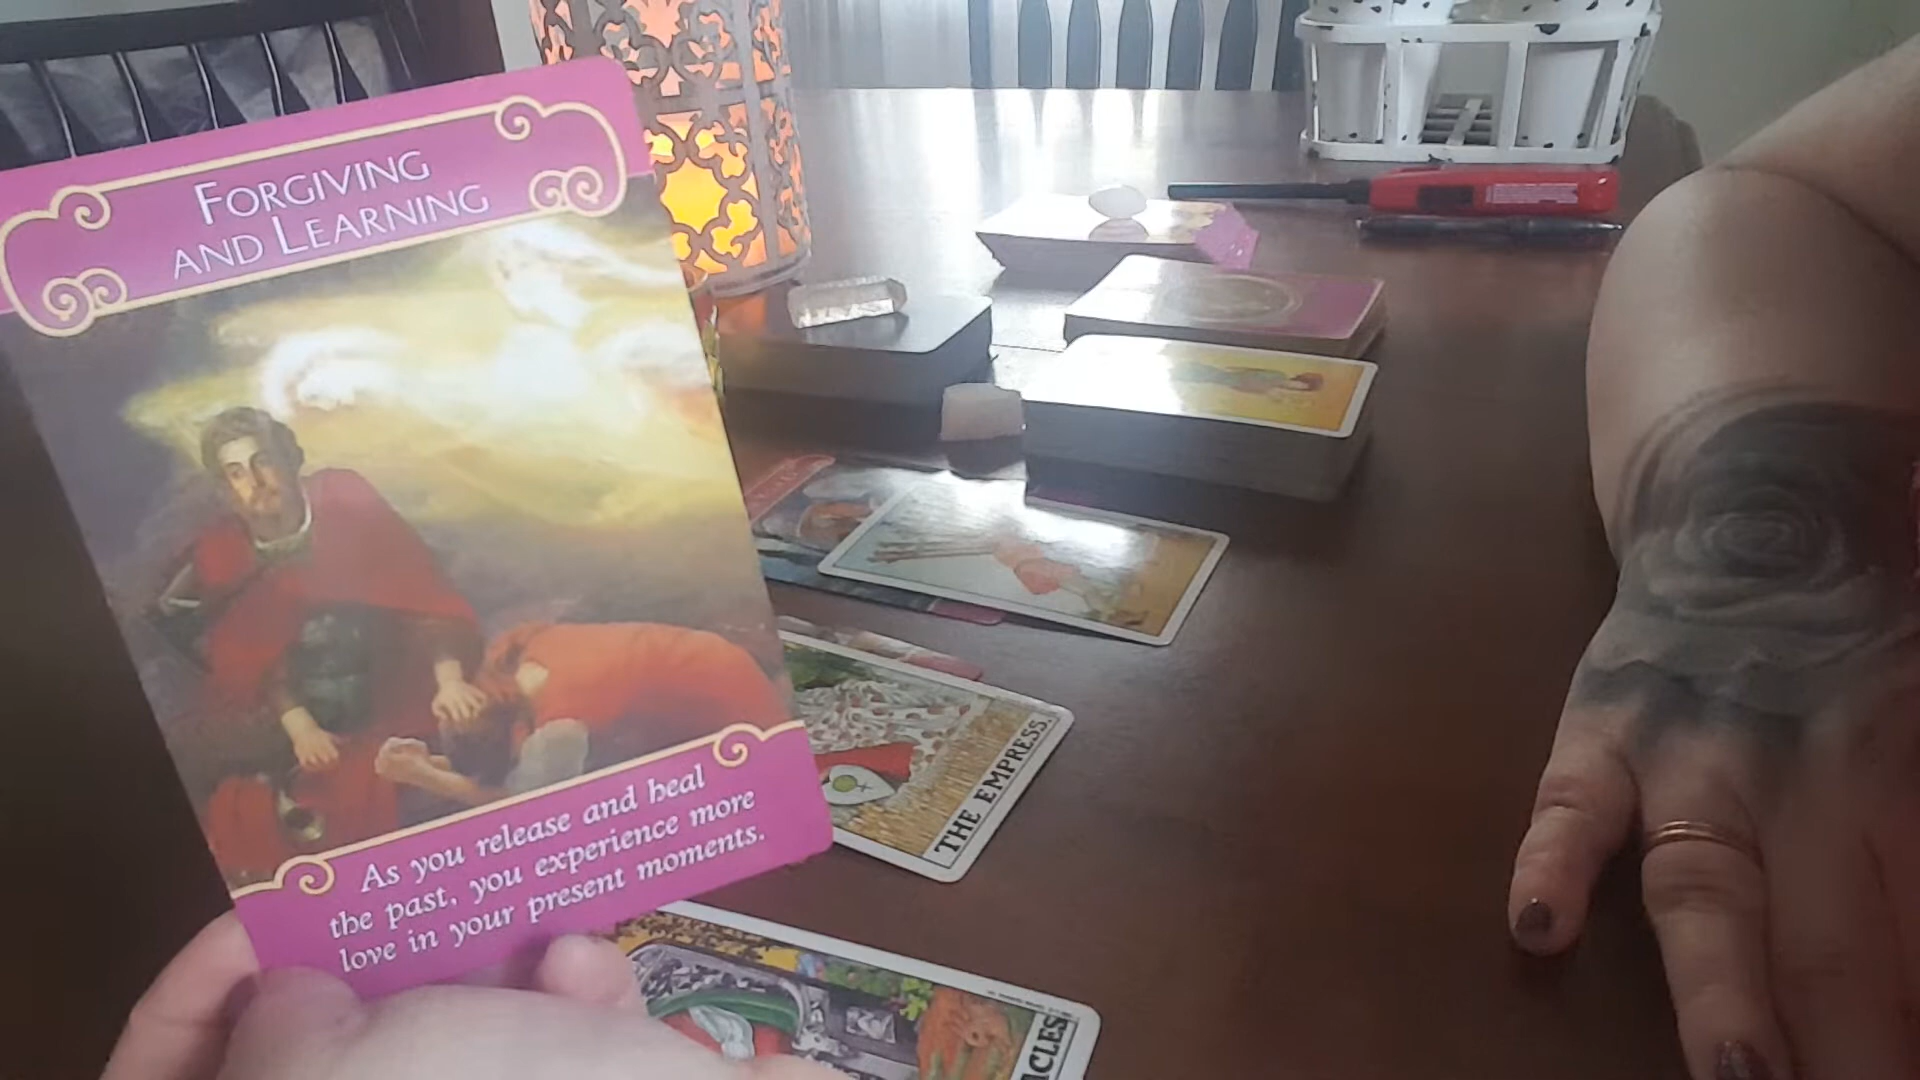 FORGIVING
AND LEARNING
As you release and heal
the past, you experience more
love in your present moments.
THE EMPRESS.
ACLES